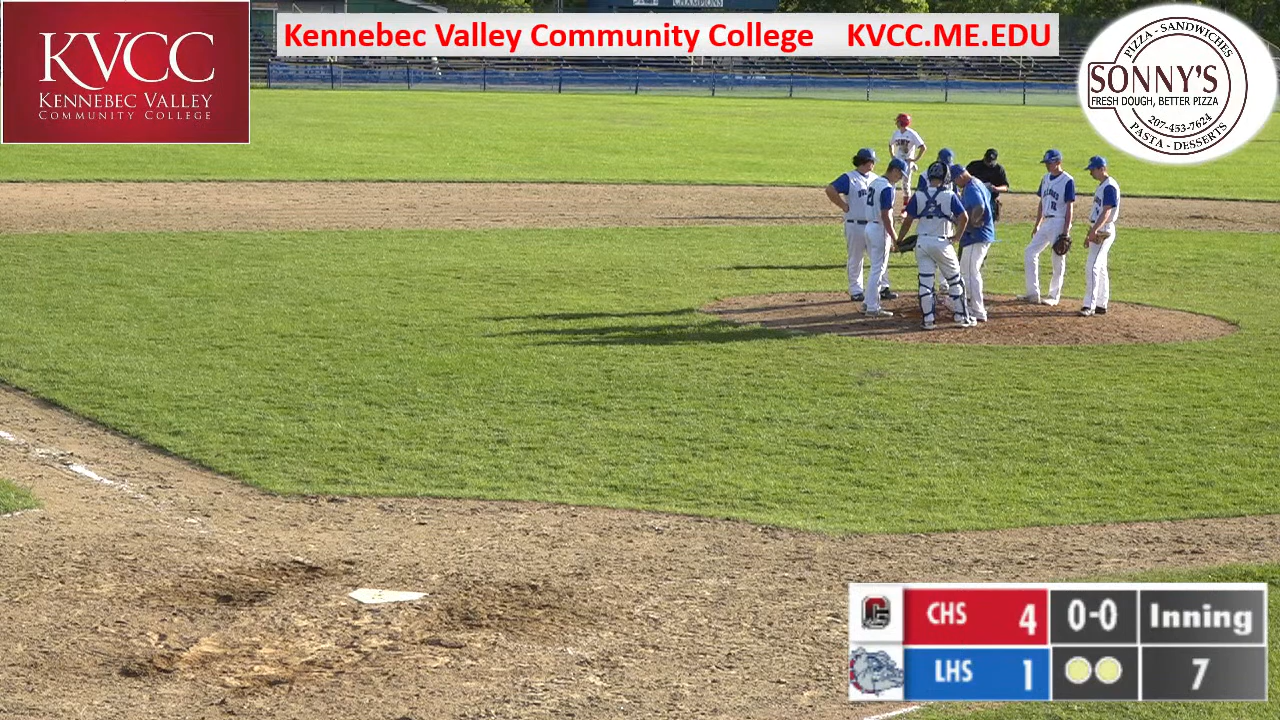 CHAMPIONS
KVCC
KENNEBEC VALLEY
COMMUNITY COLLEGE
Kennebec Valley Community College KVCC.ME.EDU
PIZZA - SANDWICHES
SONNY'S
FRESH DOUGH, BETTER PIZZA
207-453-7624
PASTA - DESSERTS
21
CHS 4 0-0 Inning
LHS 1 7